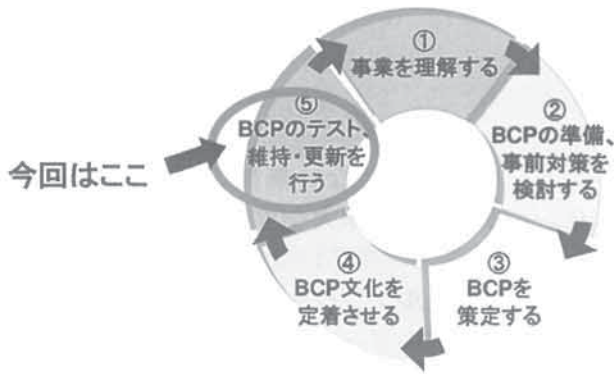 ①
事業を理解する
②
BCPの準備、
事前対策を
検討する
③
BCPを
策定する
④
BCP文化を
定着させる
⑤
BCPのテスト、
維持・更新を
行う
今回はここ